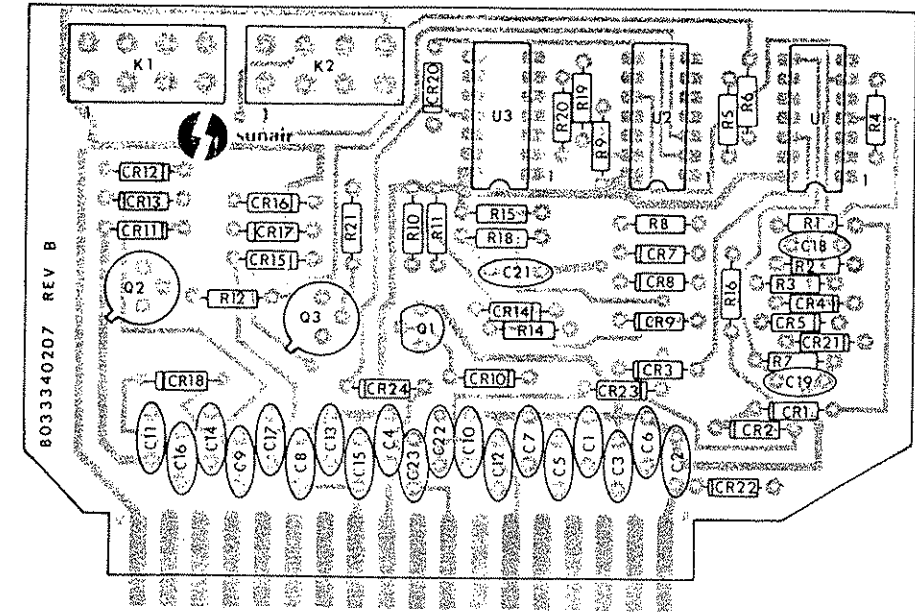 K1
K2
CR20
U3
R20
R19
R9
U2
R5
R6
U1
R4
1
1
1
1
sunair
CR12
CR13
CR11
CR16
CR17
CR15
R21
R10
R11
R15
R18
C21
R8
CR7
CR8
CR9
R16
R1
C18
R2
R3
CR4
CR5
CR21
R7
C19
Q2
R12
Q3
Q1
CR14
R14
CR3
CR18
CR24
CR10
CR23
CR1
CR2
C11
C16
C14
C9
C17
C8
C13
C15
C4
C23
C22
C10
C12
C7
C5
C1
C3
C6
C2
CR22
8033340207 REV B